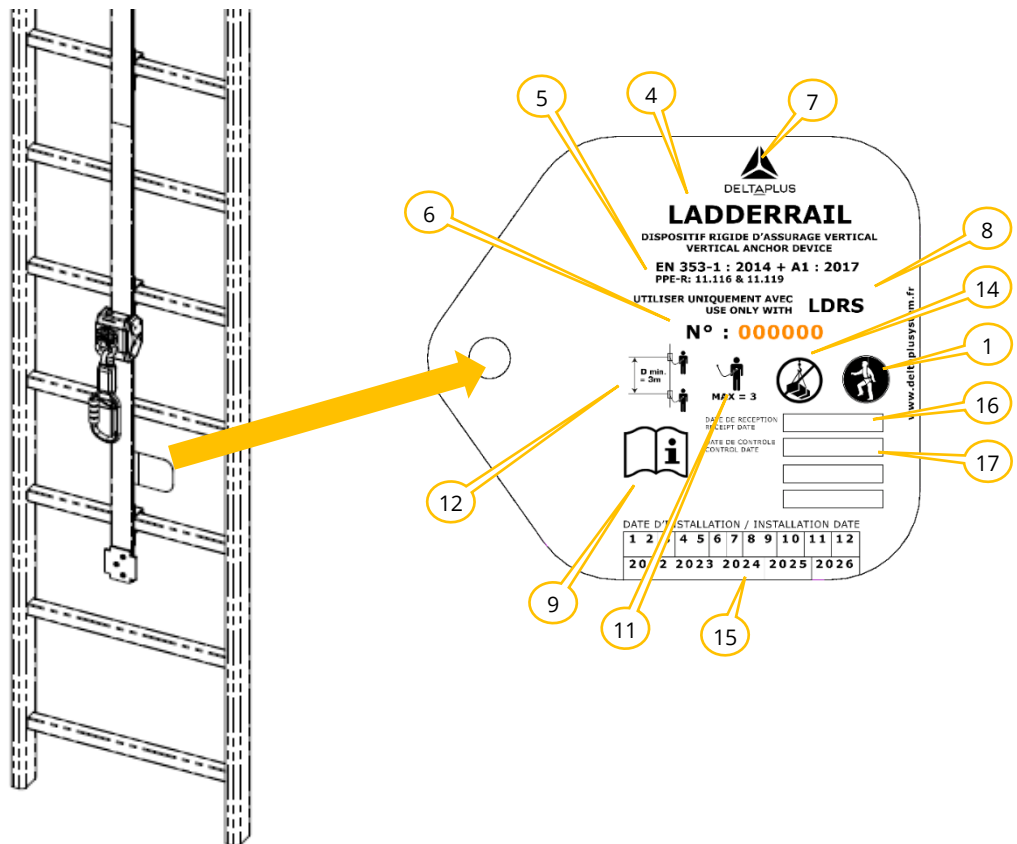 5
4
7
DELTAPLUS
6
LADDERRAIL
8
DISPOSITIF RIGIDE D'ASSURAGE VERTICAL
VERTICAL ANCHOR DEVICE
EN 353-1 : 2014 + A1 : 2017
PPE-R: 11.116 & 11.119
14
UTILISER UNIQUEMENT AVEC
USE ONLY WITH
LDRS
N° : 000000
www.deltaplusystem.fr
1
D min.
= 3m
MAX = 3
16
DATE DE RECEPTION
RECEIPT DATE
DATE DE CONTRÔLE
CONTROL DATE
17
12
DATE D'INSTALLATION / INSTALLATION DATE
1 2 3 4 5 6 7 8 9 10 11 12
2022 2023 2024 2025 2026
9
11
15